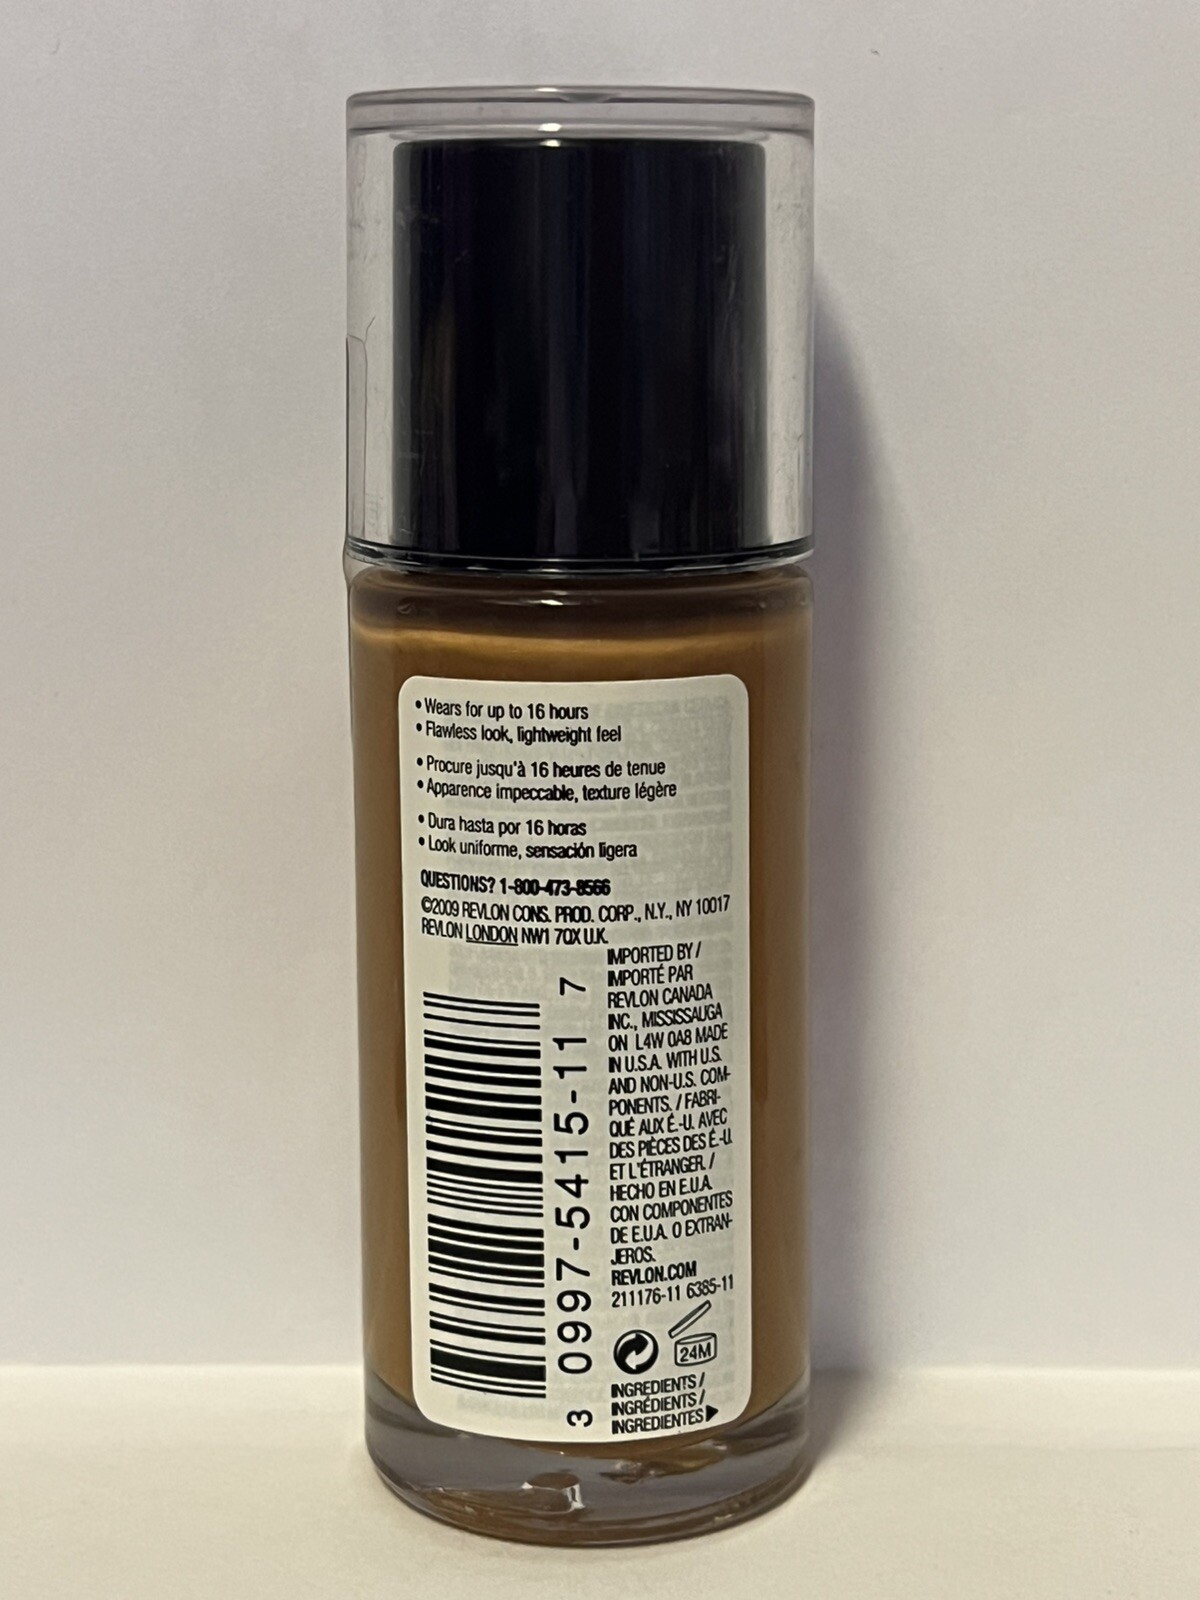 • Wears for up to 16 hours
• Flawless look, lightweight feel
• Procure jusqu'à 16 heures de tenue
• Apparence impeccable, texture légère
• Dura hasta por 16 horas
• Look uniforme, sensación ligera
QUESTIONS? 1-800-473-8566
©2009 REVLON CONS. PROD. CORP., N.Y., NY 10017
REVLON LONDON NW1 7QX U.K.
IMPORTED BY /
IMPORTÉ PAR
REVLON CANADA
INC., MISSISSAUGA
ON L4W 0A8 MADE
IN U.S.A. WITH U.S.
AND NON-U.S. COM-
PONENTS. / FABRI-
QUÉ AUX É.-U. AVEC
DES PIÈCES DES É.-U.
ET L'ÉTRANGER. /
HECHO EN E.U.A.
CON COMPONENTES
DE E.U.A. O EXTRAN-
JEROS.
REVLON.COM
211176-11 6385-11
24M
INGREDIENTS /
INGRÉDIENTS /
INGREDIENTES
3 0997-5415-11 7